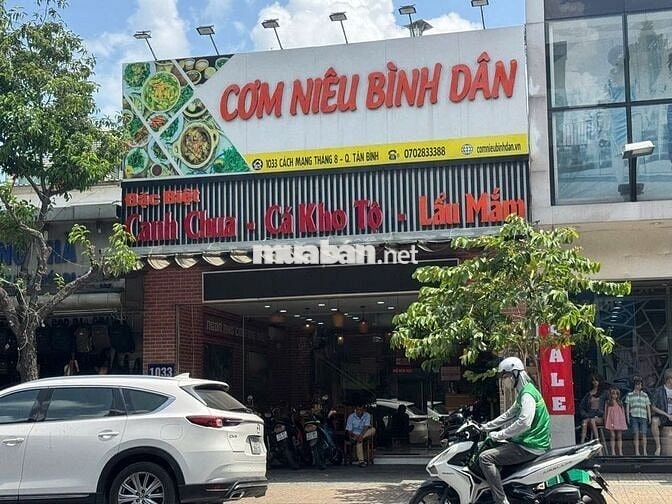 CƠM NIÊU BÌNH DÂN
1033 CÁCH MẠNG THÁNG 8 - Q. TÂN BÌNH
0702833388
comnieubinhdan.vn
Đặc Biệt
Canh Chua - Cá Kho Tộ - Lẩu Mắm
muaban.net
1033
SALE